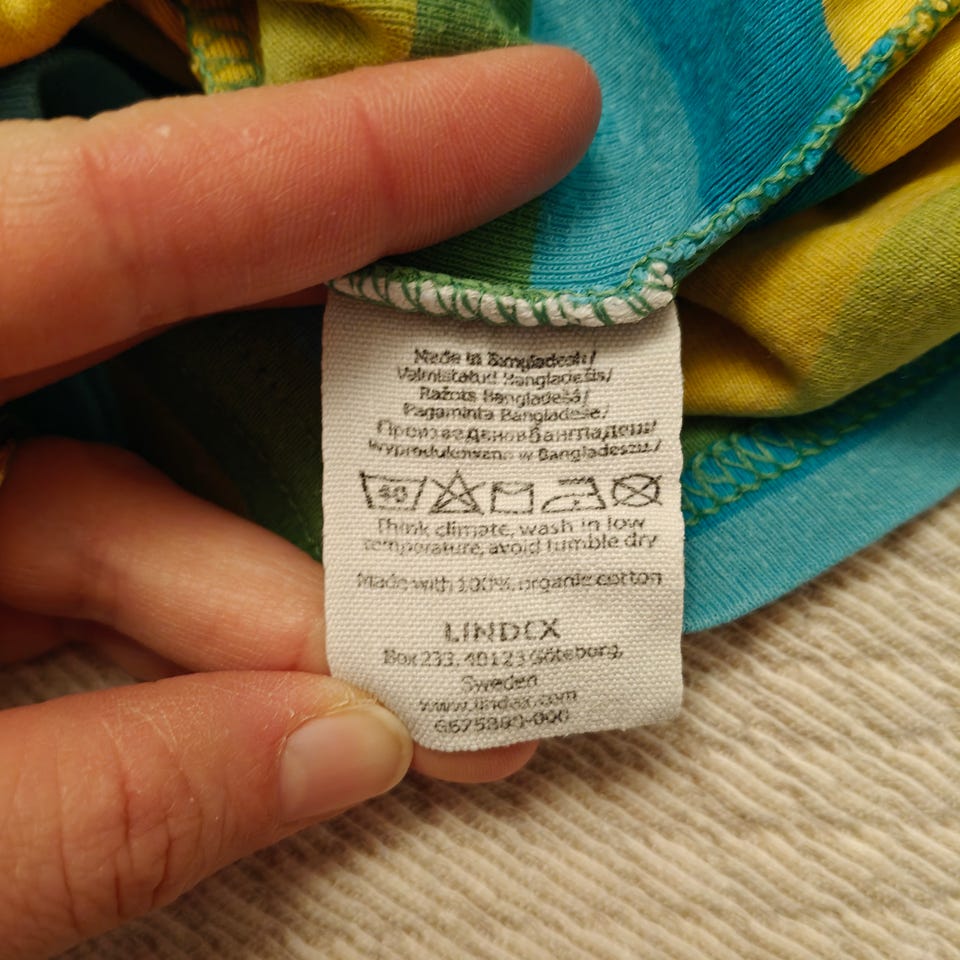 Made in Bangladesh/
Valmistatud Bangladešis/
Ražots Bangladešā/
Pagaminta Bangladeše/
Произведено в Бангладеш/
Wyprodukowano w Bangladeszu/
40
Think climate, wash in low
temperature, avoid tumble dry
Made with 100% organic cotton
LINDEX
Box 233, 40123 Göteborg,
Sweden
www.lindex.com